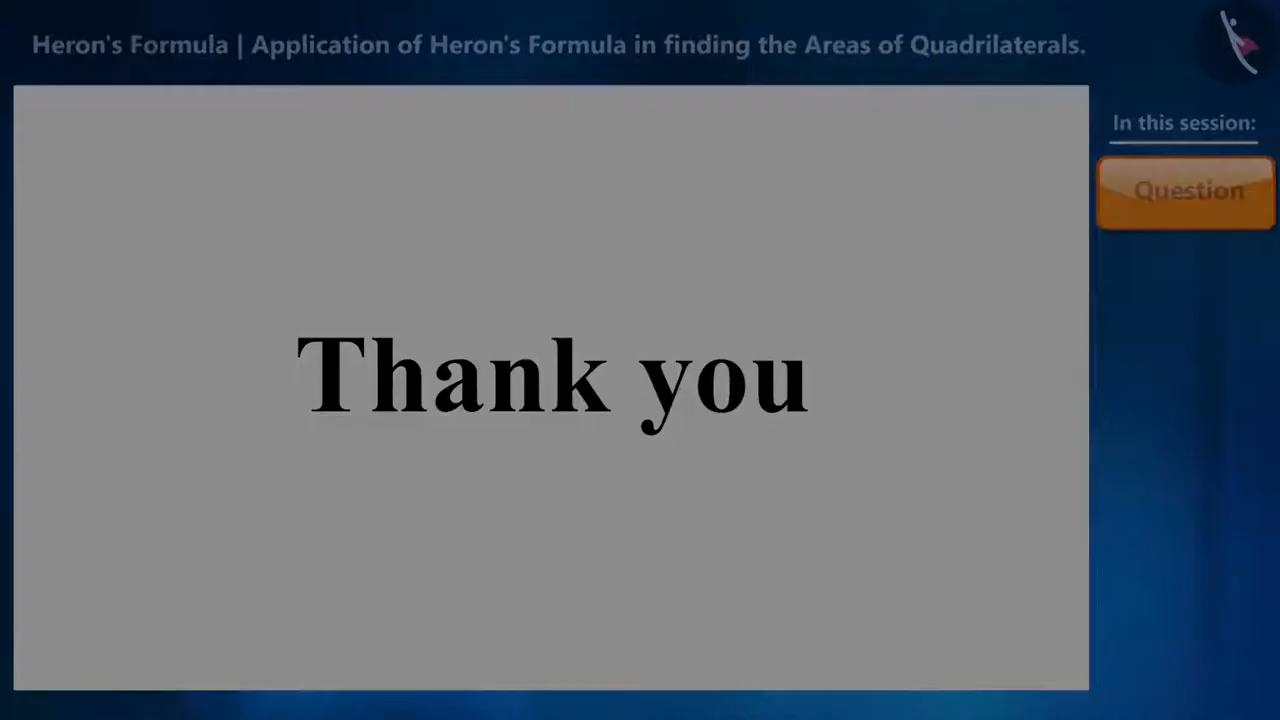 Heron's Formula | Application of Heron's Formula in finding the Areas of Quadrilaterals.
In this session:
Question
Thank you